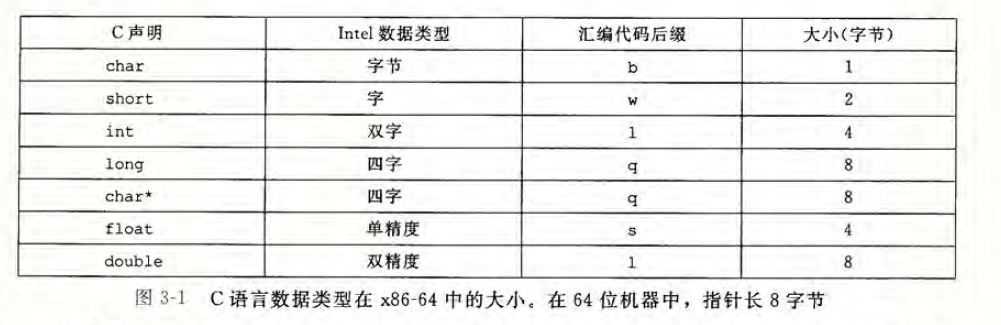 C声明 Intel 数据类型 汇编代码后缀 大小(字节)
char 字节 b 1
short 字 w 2
int 双字 l 4
long 四字 q 8
char* 四字 q 8
float 单精度 s 4
double 双精度 l 8
图 3-1 C语言数据类型在 x86-64 中的大小。在 64 位机器中，指针长 8 字节